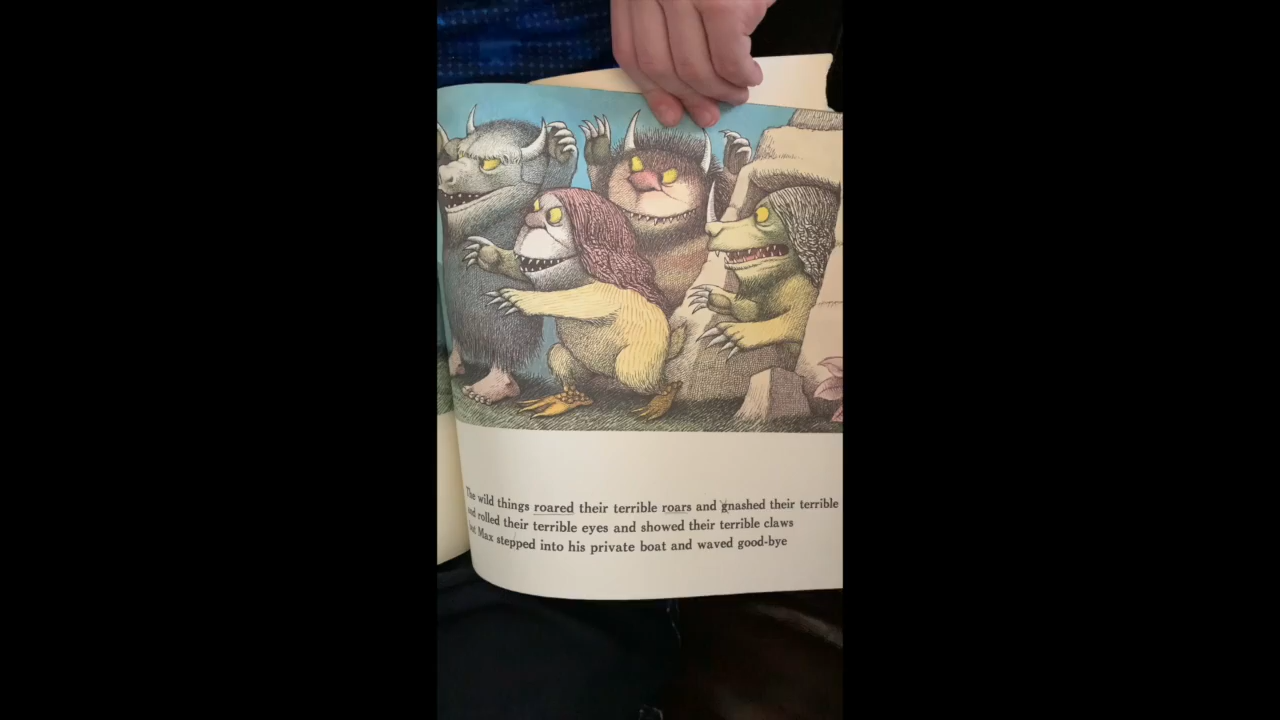 The wild things roared their terrible roars and gnashed their terrible
and rolled their terrible eyes and showed their terrible claws
Max stepped into his private boat and waved good-bye